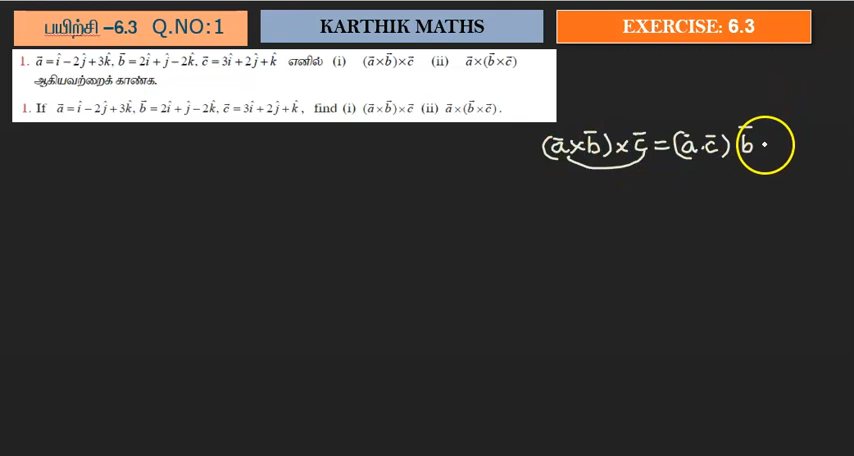 பயிற்சி –6.3 Q.NO:1
KARTHIK MATHS
EXERCISE: 6.3
1. a̅ = î − 2ĵ + 3k̂, b̅ = 2î + ĵ − 2k̂, c̅ = 3î + 2ĵ + k̂ எனில் (i) (a̅×b̅)×c̅ (ii) a̅×(b̅×c̅)
ஆகியவற்றைக் காண்க.
1. If a̅ = î − 2ĵ + 3k̂, b̅ = 2î + ĵ − 2k̂, c̅ = 3î + 2ĵ + k̂, find (i) (a̅×b̅)×c̅ (ii) a̅×(b̅×c̅).
(a̅×b̅)×c̅ = (a̅.c̅) b̅